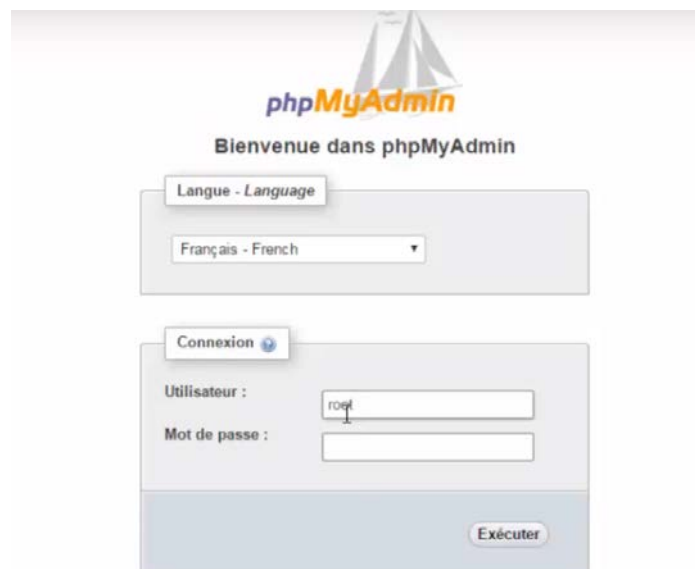 phpMyAdmin
Bienvenue dans phpMyAdmin
Langue - Language
Français - French
Connexion
Utilisateur :
root
Mot de passe :
Exécuter